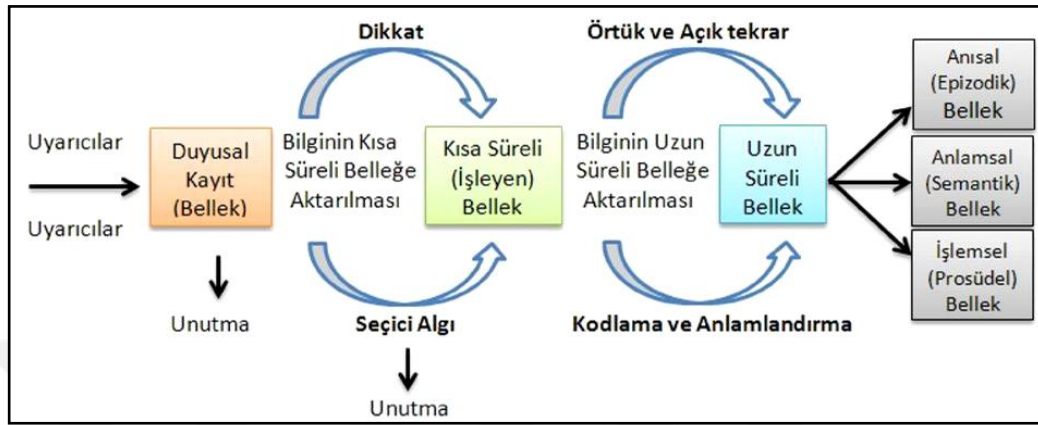 Dikkat
Örtük ve Açık tekrar
Uyarıcılar
Uyarıcılar
Duyusal
Kayıt
(Bellek)
Unutma
Bilginin Kısa
Süreli Belleğe
Aktarılması
Seçici Algı
Unutma
Kısa Süreli
(İşleyen)
Bellek
Bilginin Uzun
Süreli Belleğe
Aktarılması
Kodlama ve Anlamlandırma
Uzun
Süreli
Bellek
Anısal
(Epizodik)
Bellek
Anlamsal
(Semantik)
Bellek
İşlemsel
(Prosüdel)
Bellek